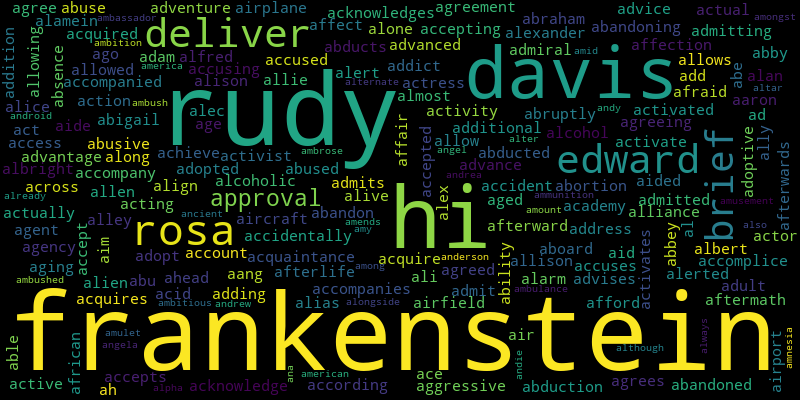 agree abuse adventure airplane acknowledges agreement advice actual amongst
alamein ambassador deliver affect abraham abandoning
acquired ambition alone accepting alexander admitting
addition allowing absence ago adam alfred abducts advanced admiral affection abby
allowed america accusing accused alert addict davis amid allows
accompanied alison allie alternate actress add abe alan
alice action ambush rudy almost afraid aaron altar
android abigail alec activity abruptly andy activated ad
act aide age affair additional alcohol agreeing ally
access abusive along achieve activist ambrose accepted allow angel alter abducted activate adoptive
advantage accompany adopted abused advance edward brief afterwards
albright alcoholic admits andrea accident abortion aided
across allen align alive alex aged academy admitted
actually acting approval hi amount ammunition alliance amusement
already alley ancient aircraft abandon afterward address al also
agent rosa accidentally amends aboard aid abbey albert actor
agency accept aim adopt account acquaintance amy acquire anderson ability allison accuses activates accomplice
aging aang afterlife among ali agreed alarm advises alerted
ambushed alien abu ahead accompanies admit ambulance adult
acquires acid adding alias alongside airfield afford aftermath
ambitious andrew
frankenstein
able african amulet angela air although always airport amnesia
accepts ana american ace andie abduction agrees abandoned
active ah alpha acknowledge according aggressive